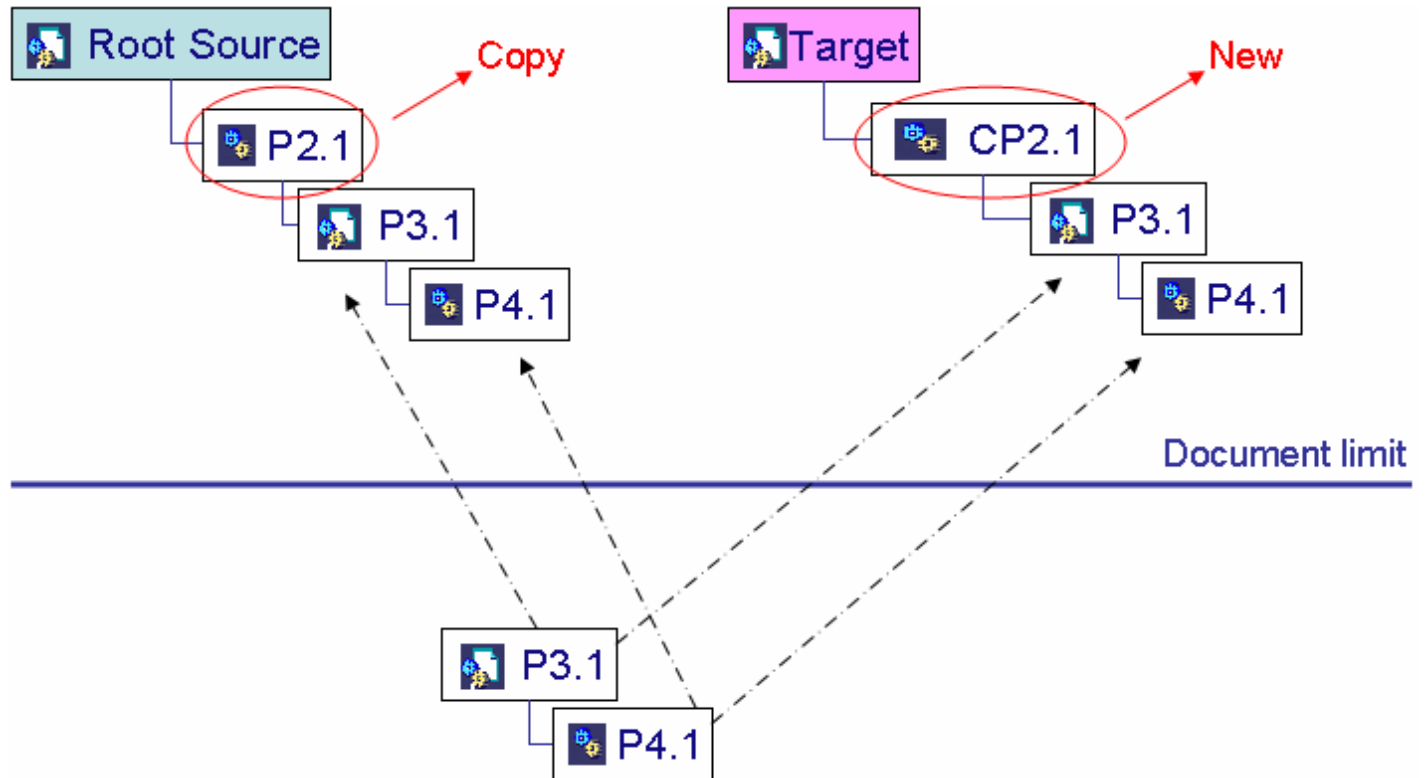 Root Source
Copy
P2.1
P3.1
P4.1
Target
New
CP2.1
P3.1
P4.1
Document limit
P3.1
P4.1